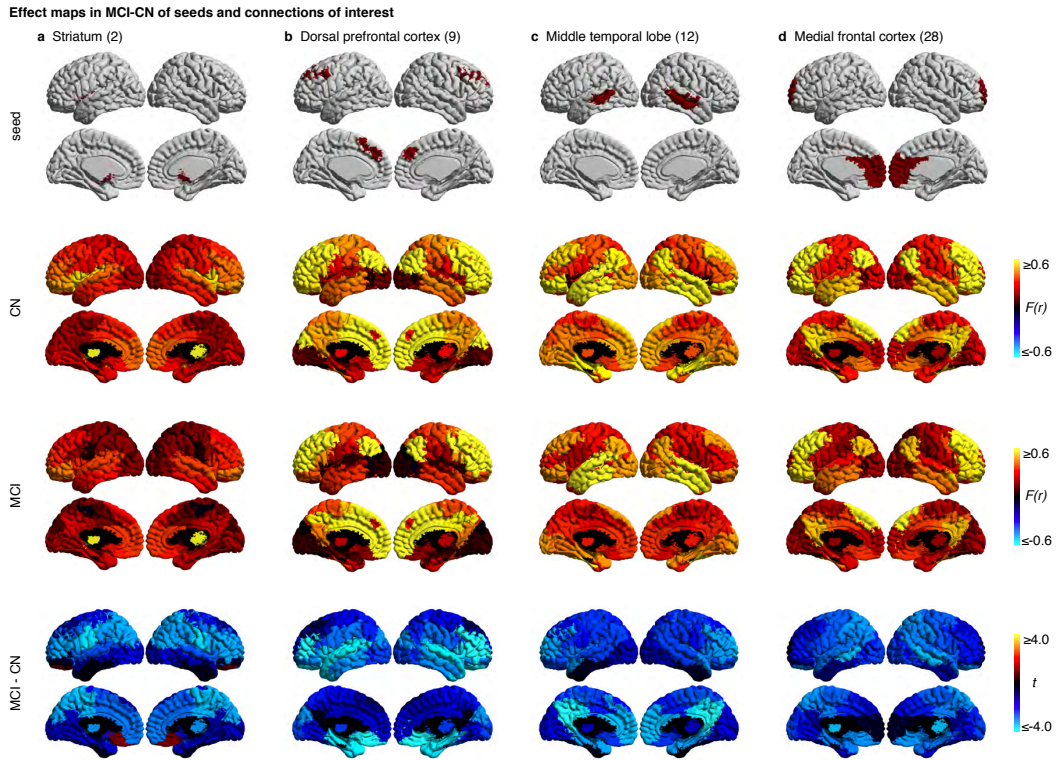 Effect maps in MCI-CN of seeds and connections of interest
a Striatum (2)
b Dorsal prefrontal cortex (9)
c Middle temporal lobe (12)
d Medial frontal cortex (28)
seed
CN
≥0.6
F(r)
≤-0.6
MCI
≥0.6
F(r)
≤-0.6
MCI - CN
≥4.0
t
≤-4.0